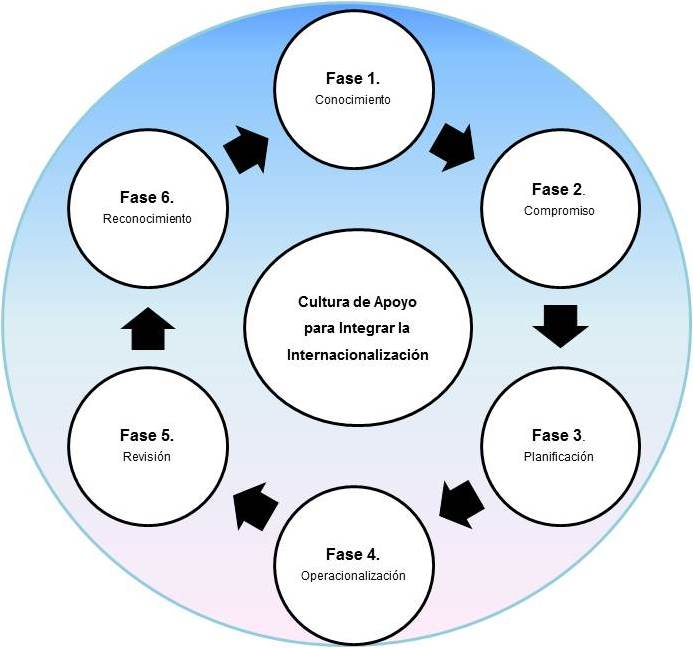 Fase 1.
Conocimiento
Fase 2.
Compromiso
Fase 3.
Planificación
Fase 4.
Operacionalización
Fase 5.
Revisión
Fase 6.
Reconocimiento
Cultura de Apoyo
para Integrar la
Internacionalización